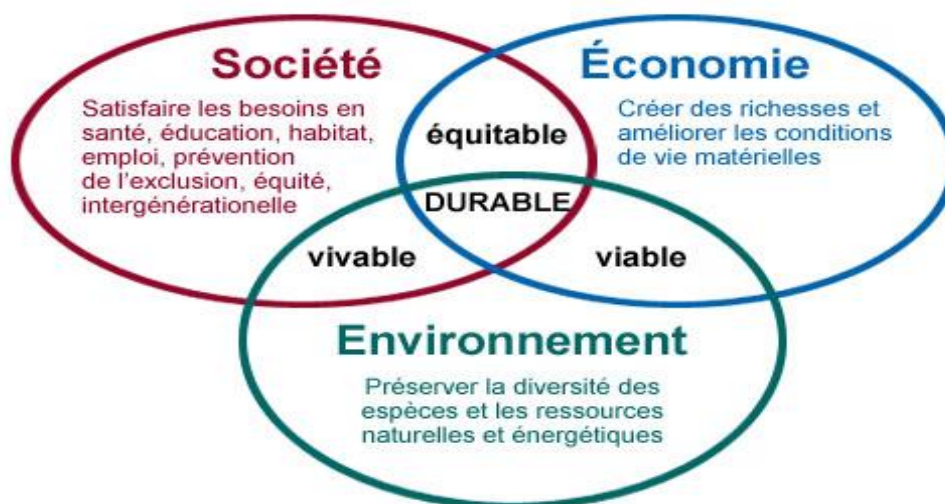 Société
Satisfaire les besoins en
santé, éducation, habitat,
emploi, prévention
de l'exclusion, équité,
intergénérationelle
Économie
Créer des richesses et
améliorer les conditions
de vie matérielles
équitable
DURABLE
vivable
viable
Environnement
Préserver la diversité des
espèces et les ressources
naturelles et énergétiques